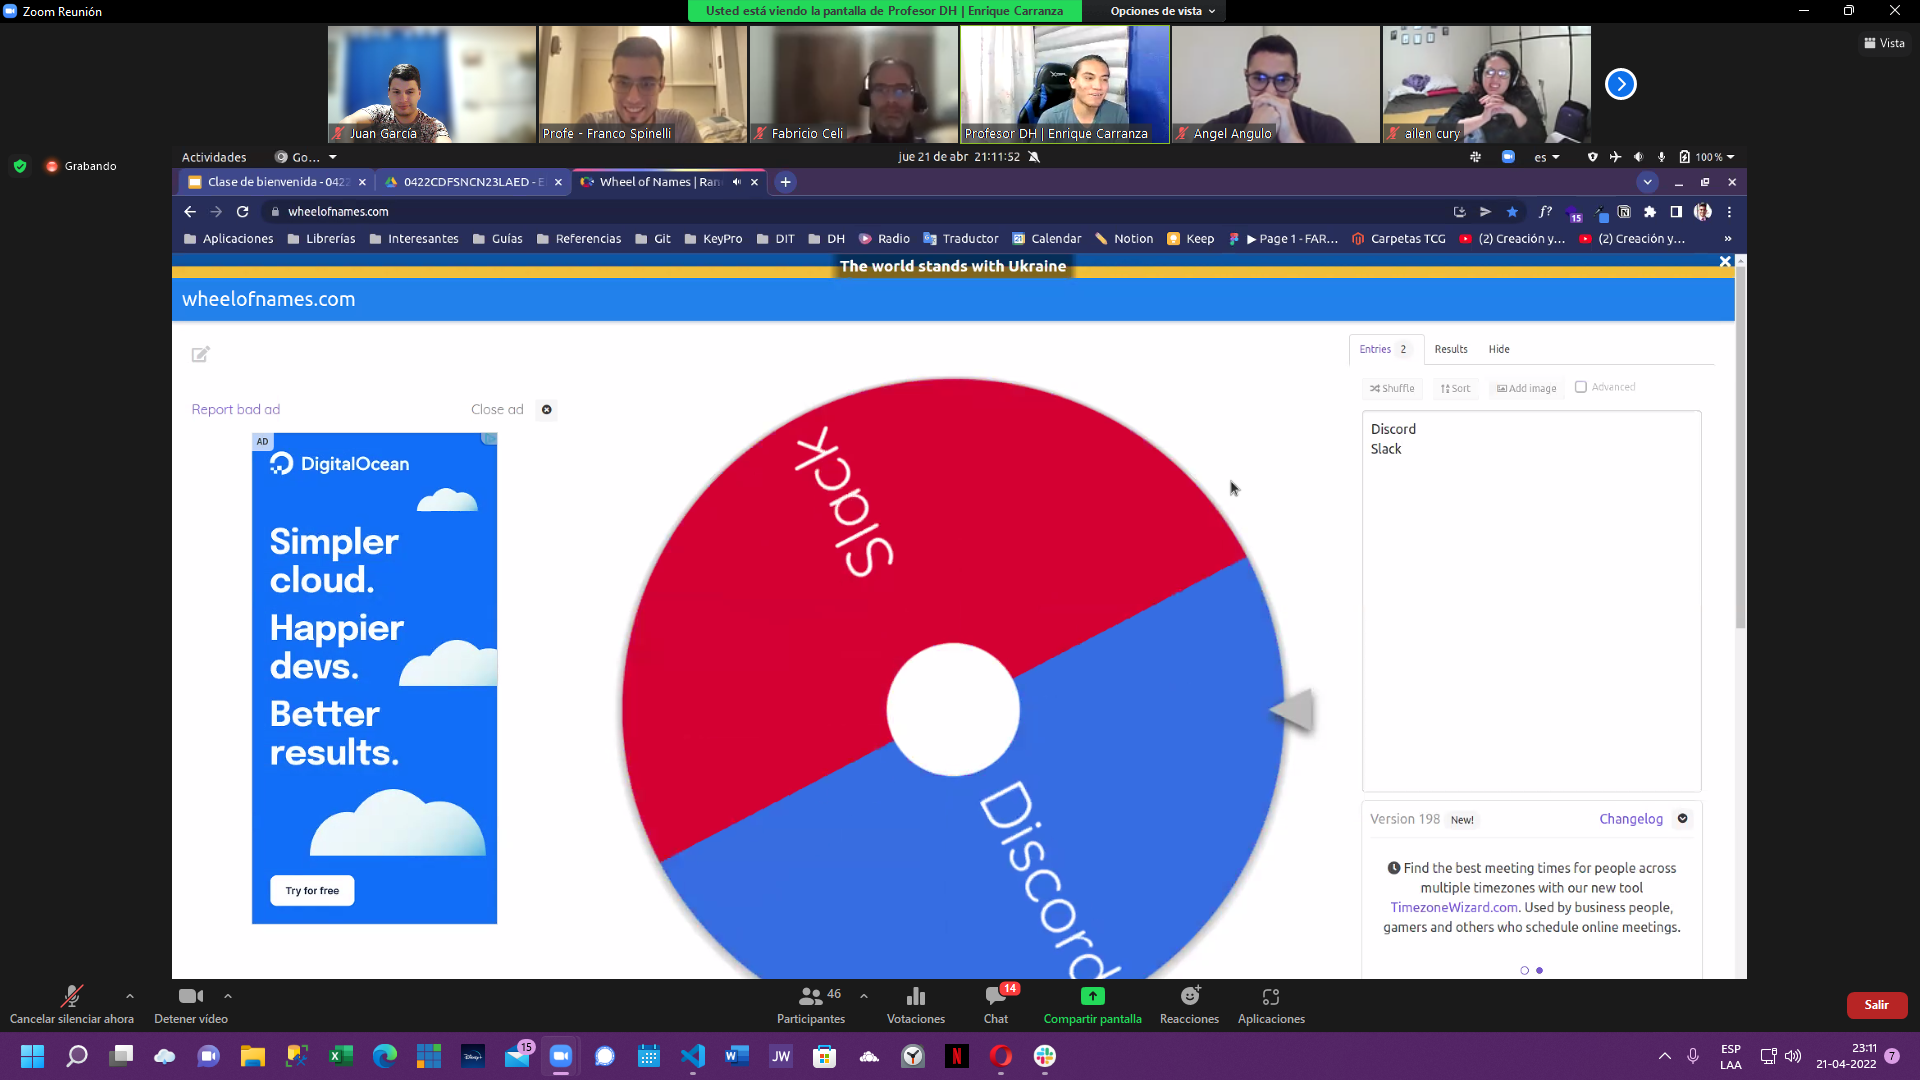 Zoom Reunión
Usted está viendo la pantalla de Profesor DH | Enrique Carranza
Opciones de vista
Vista
Juan García
Profe - Franco Spinelli
Fabricio Celi
Profesor DH | Enrique Carranza
Angel Angulo
ailen cury
Grabando
Actividades
Go...
jue 21 de abr 21:11:52
es
100 %
Clase de bienvenida - 0422
0422CDFSNCN23LAED - E
Wheel of Names | Ran
wheelofnames.com
f?
15
Aplicaciones
Librerías
Interesantes
Guías
Referencias
Git
KeyPro
DIT
DH
Radio
Traductor
Calendar
Notion
Keep
▶ Page 1 - FAR...
Carpetas TCG
(2) Creación y...
(2) Creación y...
»
The world stands with Ukraine
wheelofnames.com
Entries 2
Results
Hide
Shuffle
Sort
Add image
Advanced
Report bad ad
Close ad
Discord
Slack
AD
DigitalOcean
Simpler
cloud.
Happier
devs.
Better
results.
Try for free
Slack
Discord
Version 198
New!
Changelog
Find the best meeting times for people across
multiple timezones with our new tool
TimezoneWizard.com. Used by business people,
gamers and others who schedule online meetings.
Cancelar silenciar ahora
Detener vídeo
46
Participantes
Votaciones
14
Chat
Compartir pantalla
Reacciones
Aplicaciones
Salir
15
Disney+
JW
N
ESP
LAA
23:11
21-04-2022
7